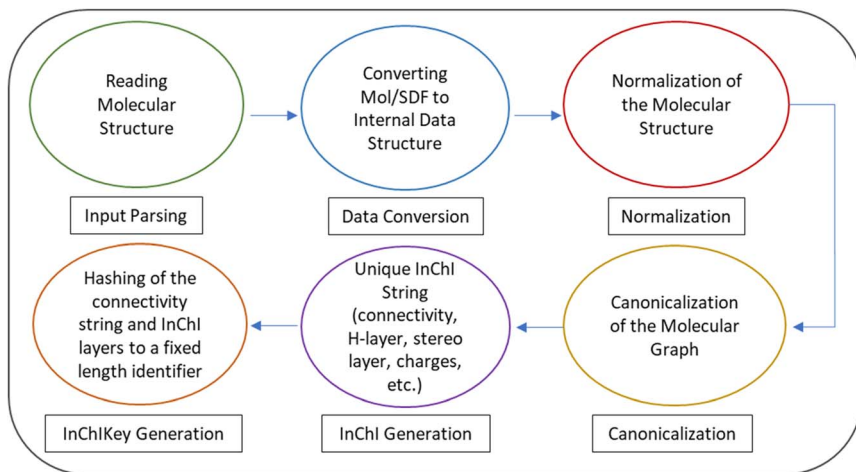 Reading
Molecular
Structure
Input Parsing
Converting
Mol/SDF to
Internal Data
Structure
Data Conversion
Normalization of
the Molecular
Structure
Normalization
Canonicalization
of the Molecular
Graph
Canonicalization
Unique InChI
String
(connectivity,
H-layer, stereo
layer, charges,
etc.)
InChI Generation
Hashing of the
connectivity
string and InChI
layers to a fixed
length identifier
InChIKey Generation